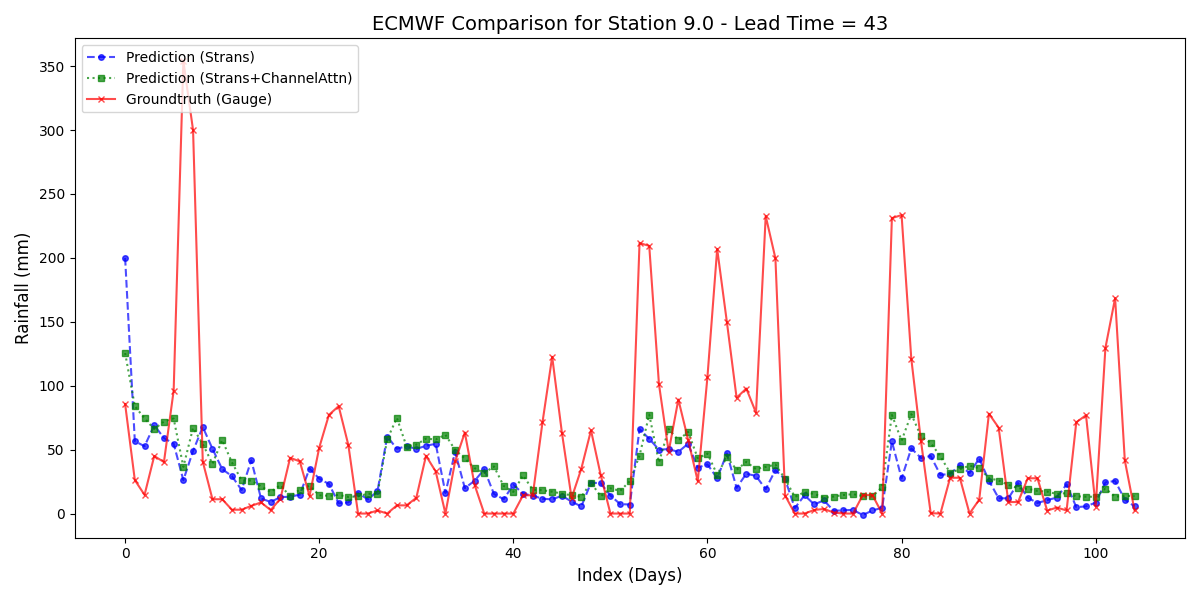 ECMWF Comparison for Station 9.0 - Lead Time = 43
Prediction (Strans)
Prediction (Strans+ChannelAttn)
Groundtruth (Gauge)
Rainfall (mm)
350
300
250
200
150
100
50
0
0 20 40 60 80 100
Index (Days)